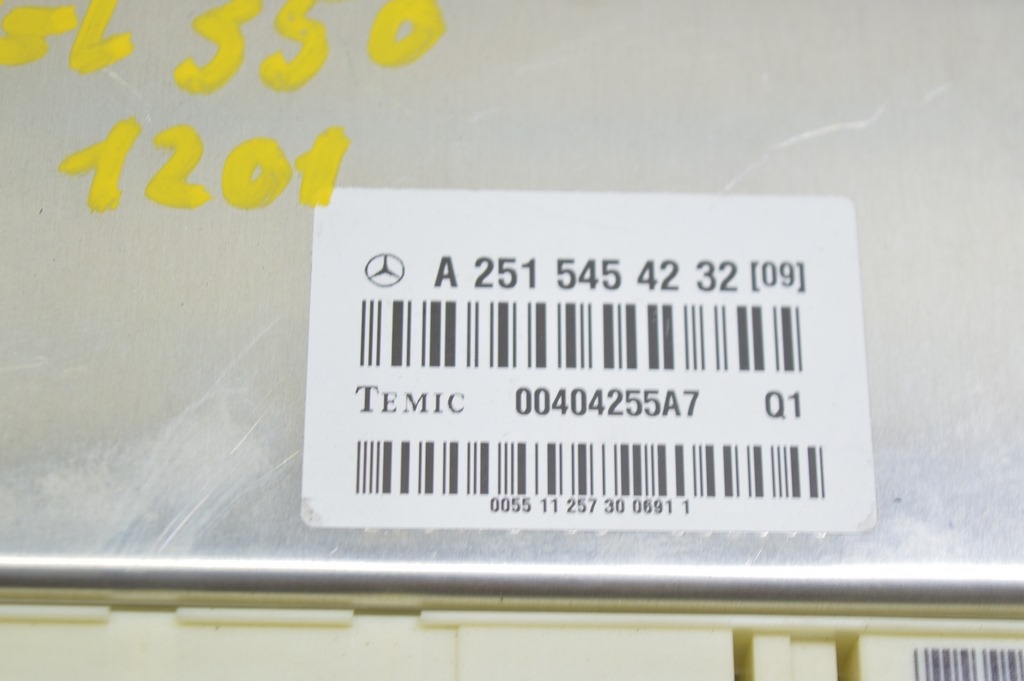 SL 350
1201
A 251 545 42 32 [09]
TEMIC 00404255A7 Q1
0055 11 257 30 0691 1